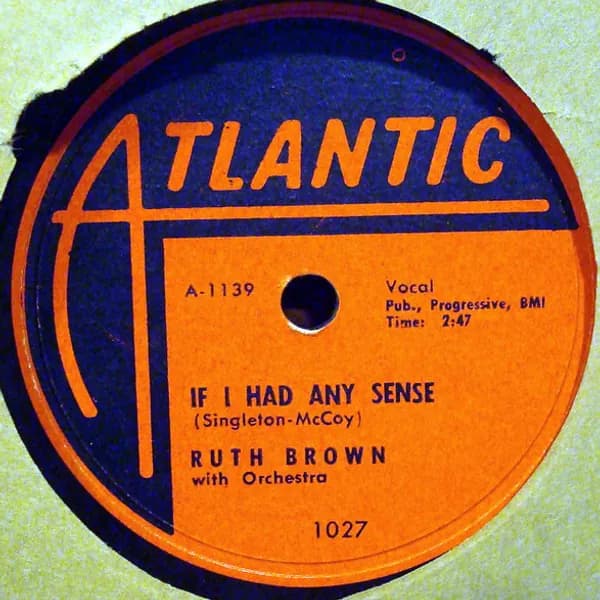 ATLANTIC
A-1139
Vocal
Pub., Progressive, BMI
Time: 2:47
IF I HAD ANY SENSE
(Singleton-McCoy)
RUTH BROWN
with Orchestra
1027